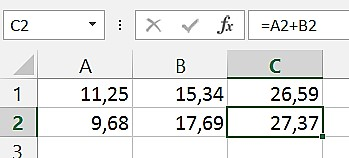 C2 fx =A2+B2
A B C
1 11,25 15,34 26,59
2 9,68 17,69 27,37
3